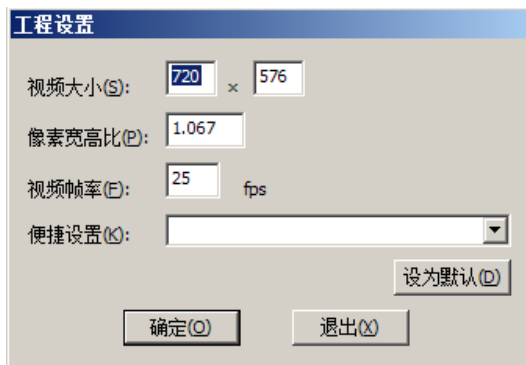 工程设置
视频大小(S): 720 × 576
像素宽高比(P): 1.067
视频帧率(F): 25 fps
便捷设置(K):
设为默认(D)
确定(O) 退出(X)